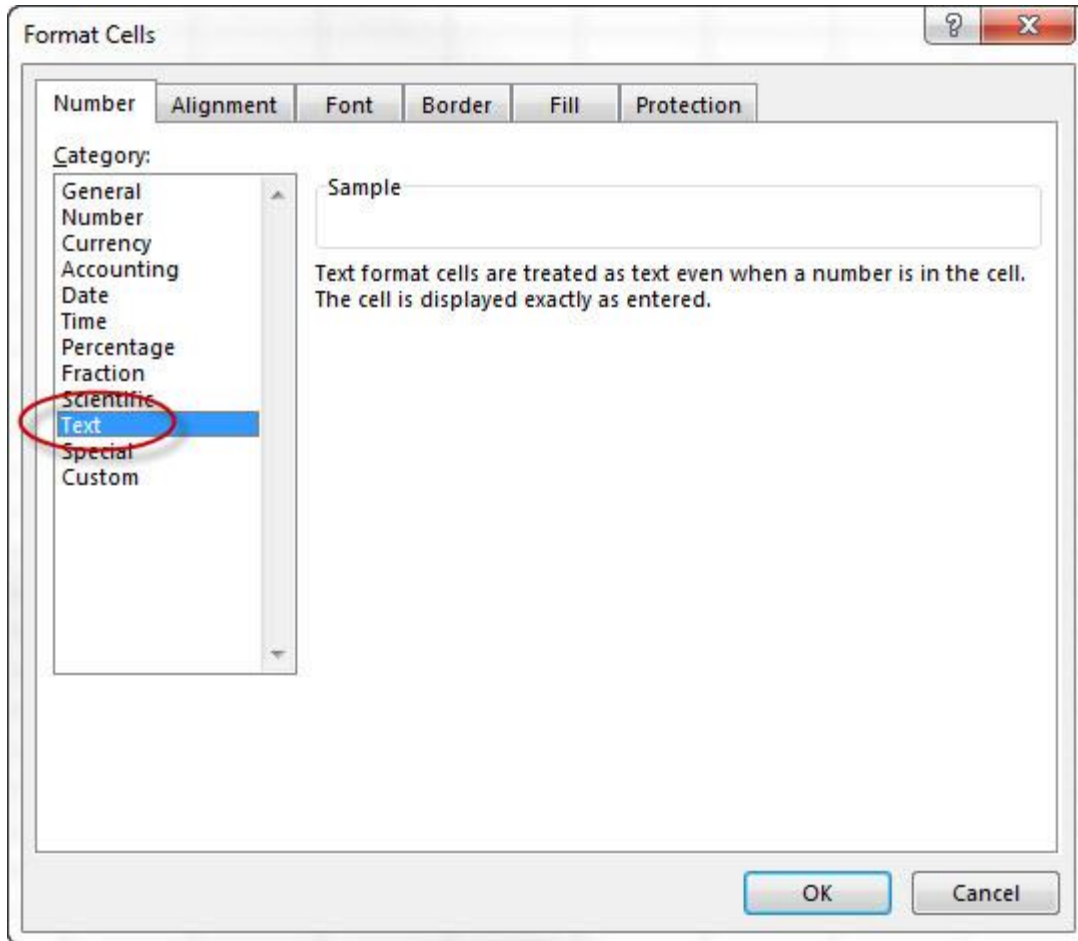 Format Cells
Number Alignment Font Border Fill Protection
Category:
General
Number
Currency
Accounting
Date
Time
Percentage
Fraction
Scientific
Text
Special
Custom
Sample
Text format cells are treated as text even when a number is in the cell.
The cell is displayed exactly as entered.
OK Cancel